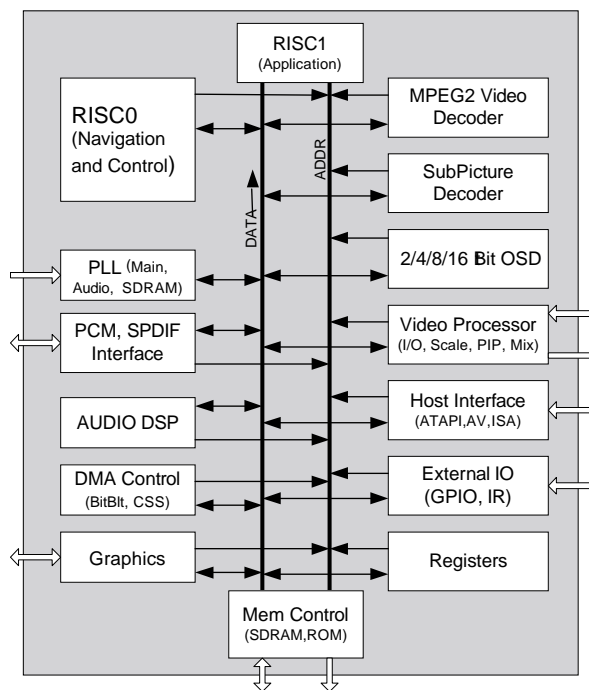 RISC1
(Application)
RISC0
(Navigation
and Control)
MPEG2 Video
Decoder
ADDR
SubPicture
Decoder
DATA
2/4/8/16 Bit OSD
PLL (Main,
Audio, SDRAM)
PCM, SPDIF
Interface
Video Processor
(I/O, Scale, PIP, Mix)
AUDIO DSP
Host Interface
(ATAPI,AV,ISA)
DMA Control
(BitBlt, CSS)
External IO
(GPIO, IR)
Graphics
Registers
Mem Control
(SDRAM,ROM)